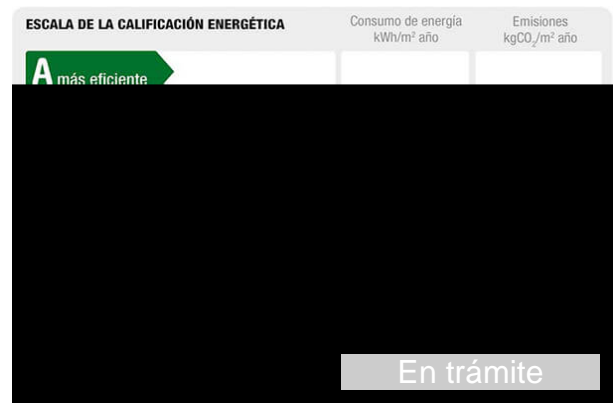 ESCALA DE LA CALIFICACIÓN ENERGÉTICA
Consumo de energía
kWh/m² año
Emisiones
kgCO₂/m² año
A más eficiente
En trámite